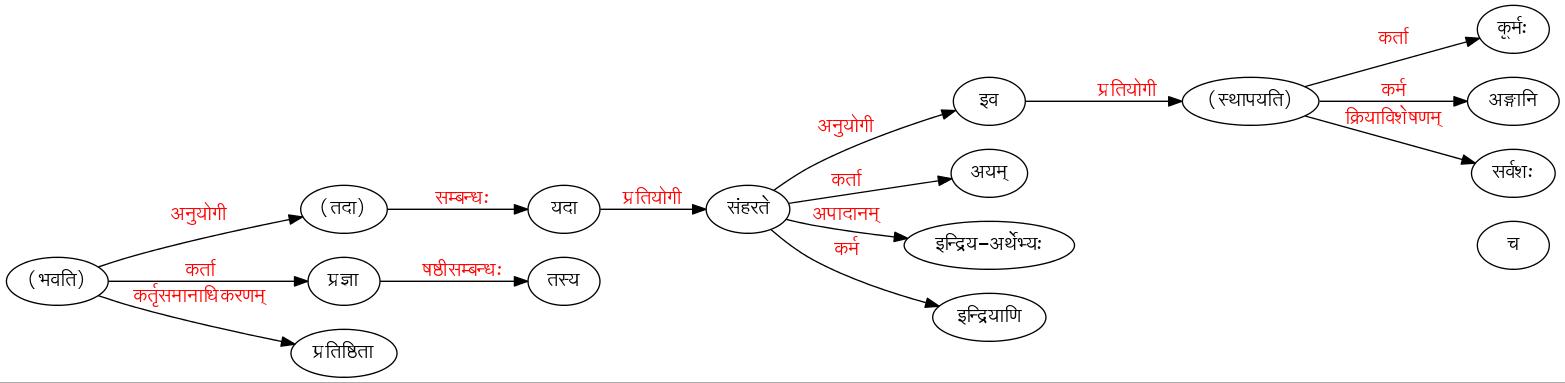 कूर्मः
कर्ता
प्रतियोगी
कर्म
इव
(स्थापयति)
अङ्गानि
क्रियाविशेषणम्
अनुयोगी
कर्ता
अयम्
सर्वशः
अनुयोगी
सम्बन्धः
प्रतियोगी
(तदा)
यदा
संहरते
अपादानम्
इन्द्रिय-अर्थेभ्यः
च
कर्म
कर्ता
षष्ठीसम्बन्धः
(भवति)
प्रज्ञा
तस्य
कर्तृसमानाधिकरणम्
इन्द्रियाणि
प्रतिष्ठिता